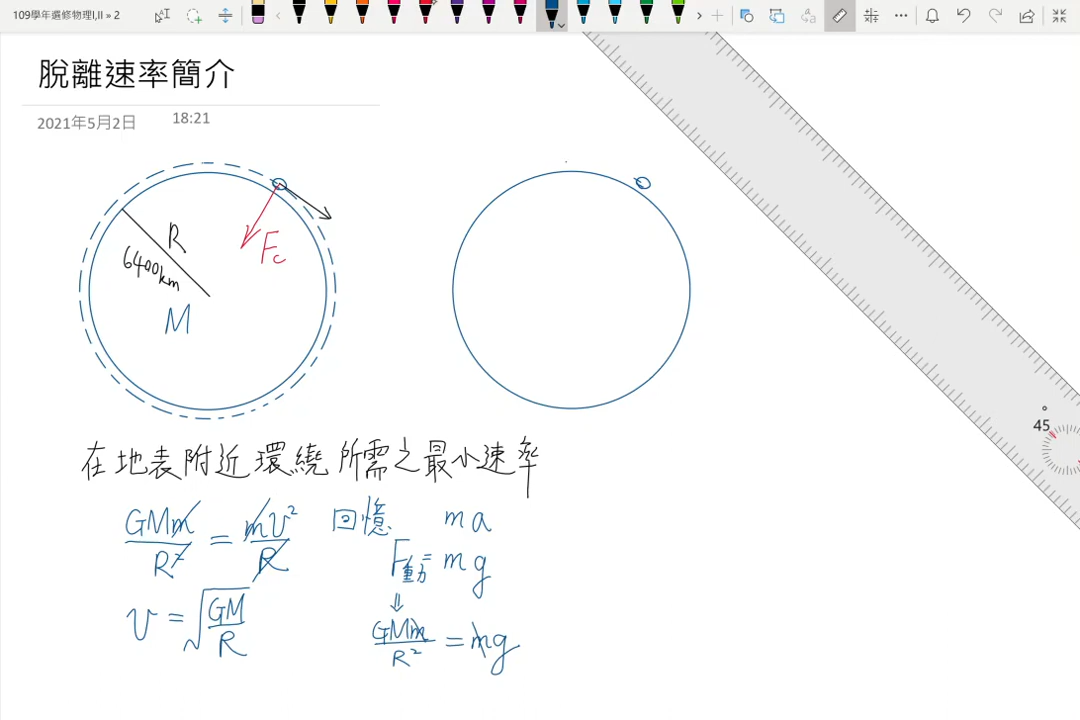 109學年選修物理I,II » 2
脫離速率簡介
2021年5月2日 18:21
R
6400km
M
Fc
45°
在地表附近環繞所需之最小速率
GMm/R² = mv²/R
v = √(GM/R)
回憶 ma
F重力 = mg
⇓
GMm/R² = mg